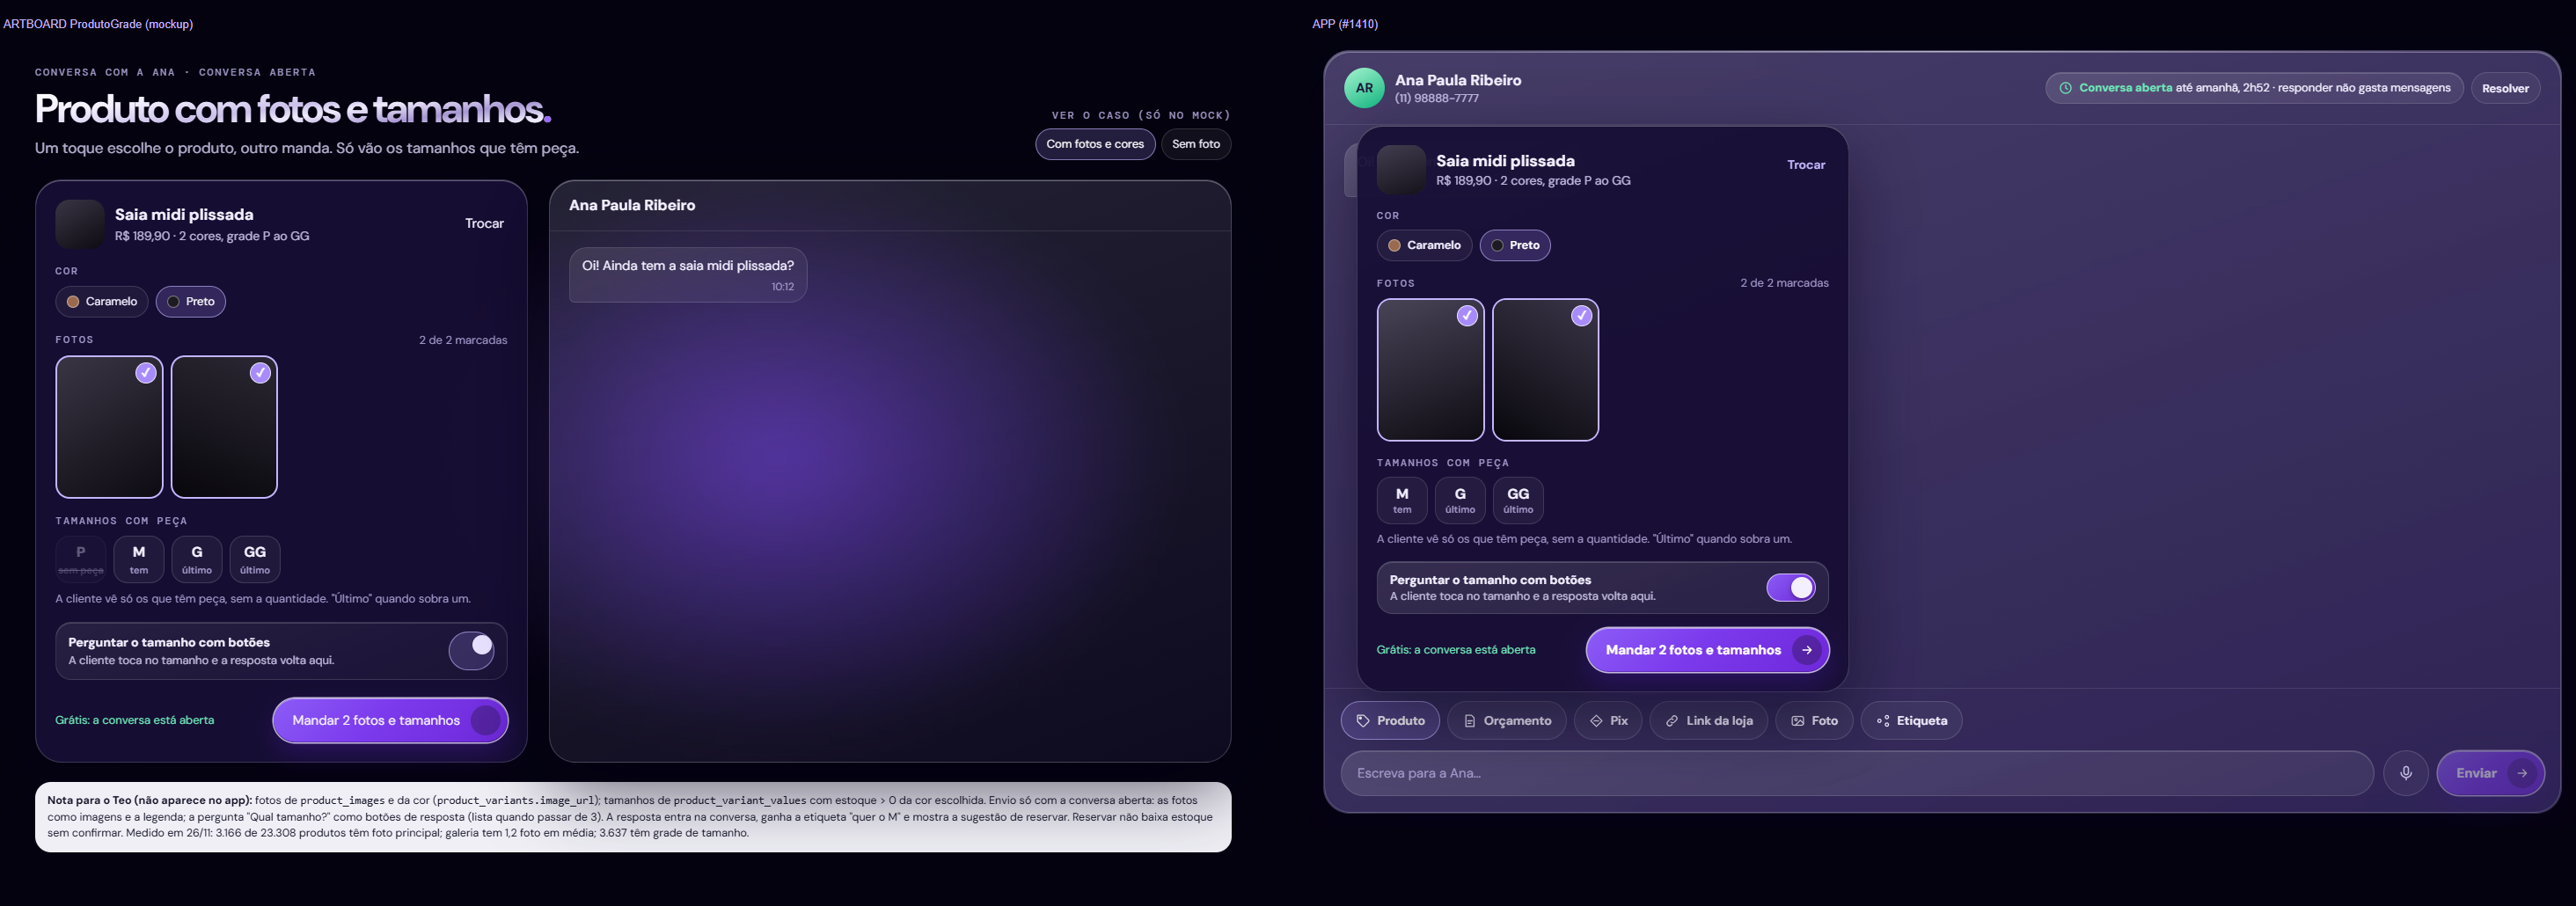 ARTBOARD ProdutoGrade (mockup)
CONVERSA COM A ANA · CONVERSA ABERTA
Produto com fotos e tamanhos.
Um toque escolhe o produto, outro manda. Só vão os tamanhos que têm peça.
VER O CASO (SÓ NO MOCK)
Com fotos e cores
Sem foto
Saia midi plissada
R$ 189,90 · 2 cores, grade P ao GG
Trocar
COR
Caramelo
Preto
FOTOS
2 de 2 marcadas
TAMANHOS COM PEÇA
P
sem peça
M
tem
G
último
GG
último
A cliente vê só os que têm peça, sem a quantidade. "Último" quando sobra um.
Perguntar o tamanho com botões
A cliente toca no tamanho e a resposta volta aqui.
Grátis: a conversa está aberta
Mandar 2 fotos e tamanhos
Ana Paula Ribeiro
Oi! Ainda tem a saia midi plissada?
10:12
Nota para o Teo (não aparece no app): fotos de product_images e da cor (product_variants.image_url); tamanhos de product_variant_values com estoque > 0 da cor escolhida. Envio só com a conversa aberta: as fotos
como imagens e a legenda; a pergunta "Qual tamanho?" como botões de resposta (lista quando passar de 3). A resposta entra na conversa, ganha a etiqueta "quer o M" e mostra a sugestão de reservar. Reservar não baixa estoque
sem confirmar. Medido em 26/11: 3.166 de 23.308 produtos têm foto principal; galeria tem 1,2 foto em média; 3.637 têm grade de tamanho.
APP (#1410)
AR
Ana Paula Ribeiro
(11) 98888-7777
Conversa aberta até amanhã, 2h52 · responder não gasta mensagens
Resolver
Saia midi plissada
R$ 189,90 · 2 cores, grade P ao GG
Trocar
COR
Caramelo
Preto
FOTOS
2 de 2 marcadas
TAMANHOS COM PEÇA
M
tem
G
último
GG
último
A cliente vê só os que têm peça, sem a quantidade. "Último" quando sobra um.
Perguntar o tamanho com botões
A cliente toca no tamanho e a resposta volta aqui.
Grátis: a conversa está aberta
Mandar 2 fotos e tamanhos
Produto
Orçamento
Pix
Link da loja
Foto
Etiqueta
Escreva para a Ana...
Enviar